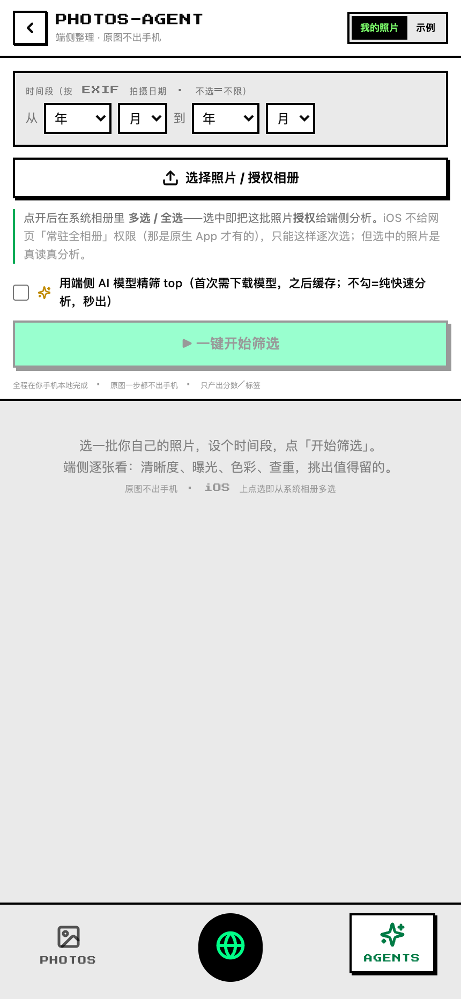 PHOTOS-AGENT
端侧整理 · 原图不出手机
我的照片
示例
时间段（按 EXIF 拍摄日期 · 不选=不限）
从 年 月 到 年 月
选择照片 / 授权相册
点开后在系统相册里 多选 / 全选——选中即把这批照片授权给端侧分析。iOS 不给网
页「常驻全相册」权限（那是原生 App 才有的），只能这样逐次选；但选中的照片是
真读真分析。
用端侧 AI 模型精筛 top（首次需下载模型，之后缓存；不勾=纯快速分
析，秒出）
▶ 一键开始筛选
全程在你手机本地完成 · 原图一步都不出手机 · 只产出分数/标签
选一批你自己的照片，设个时间段，点「开始筛选」。
端侧逐张看：清晰度、曝光、色彩、查重，挑出值得留的。
原图不出手机 · iOS 上点选即从系统相册多选
PHOTOS
AGENTS